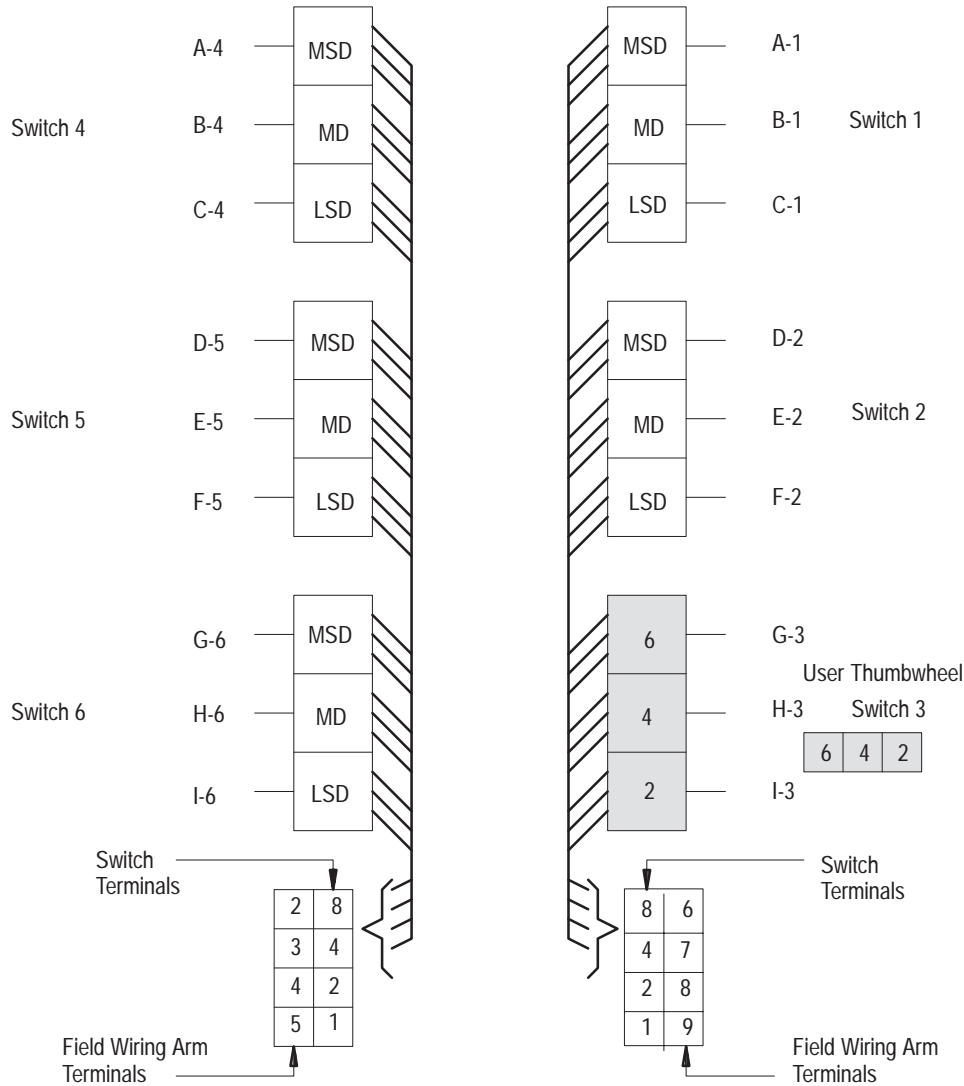 A-4 MSD MSD A-1
Switch 4 B-4 MD MD B-1 Switch 1
C-4 LSD LSD C-1
D-5 MSD MSD D-2
Switch 5 E-5 MD MD E-2 Switch 2
F-5 LSD LSD F-2
G-6 MSD 6 G-3
User Thumbwheel
Switch 6 H-6 MD 4 H-3 Switch 3
6 4 2
I-6 LSD 2 I-3
Switch Terminals
Switch Terminals
2 8 8 6
3 4 4 7
4 2 2 8
5 1 1 9
Field Wiring Arm Terminals
Field Wiring Arm Terminals